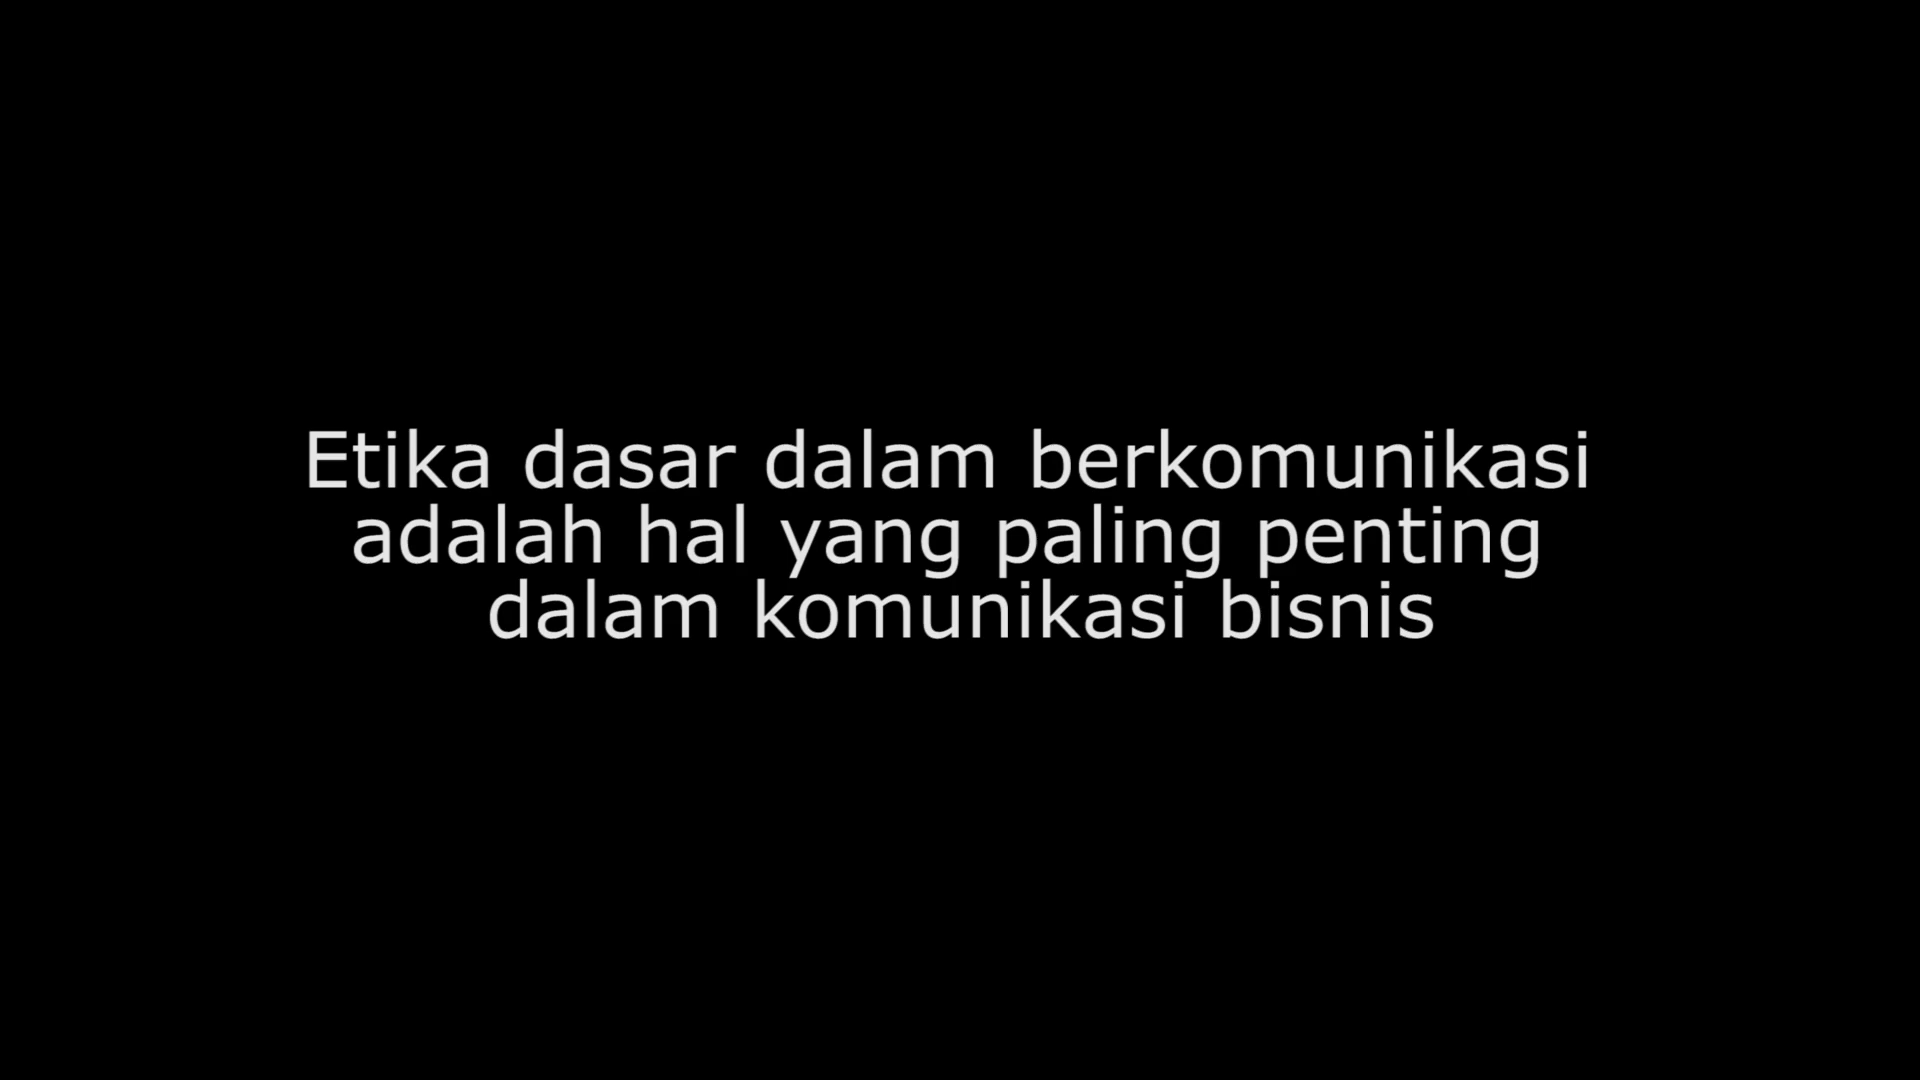 Etika dasar dalam berkomunikasi
adalah hal yang paling penting
dalam komunikasi bisnis